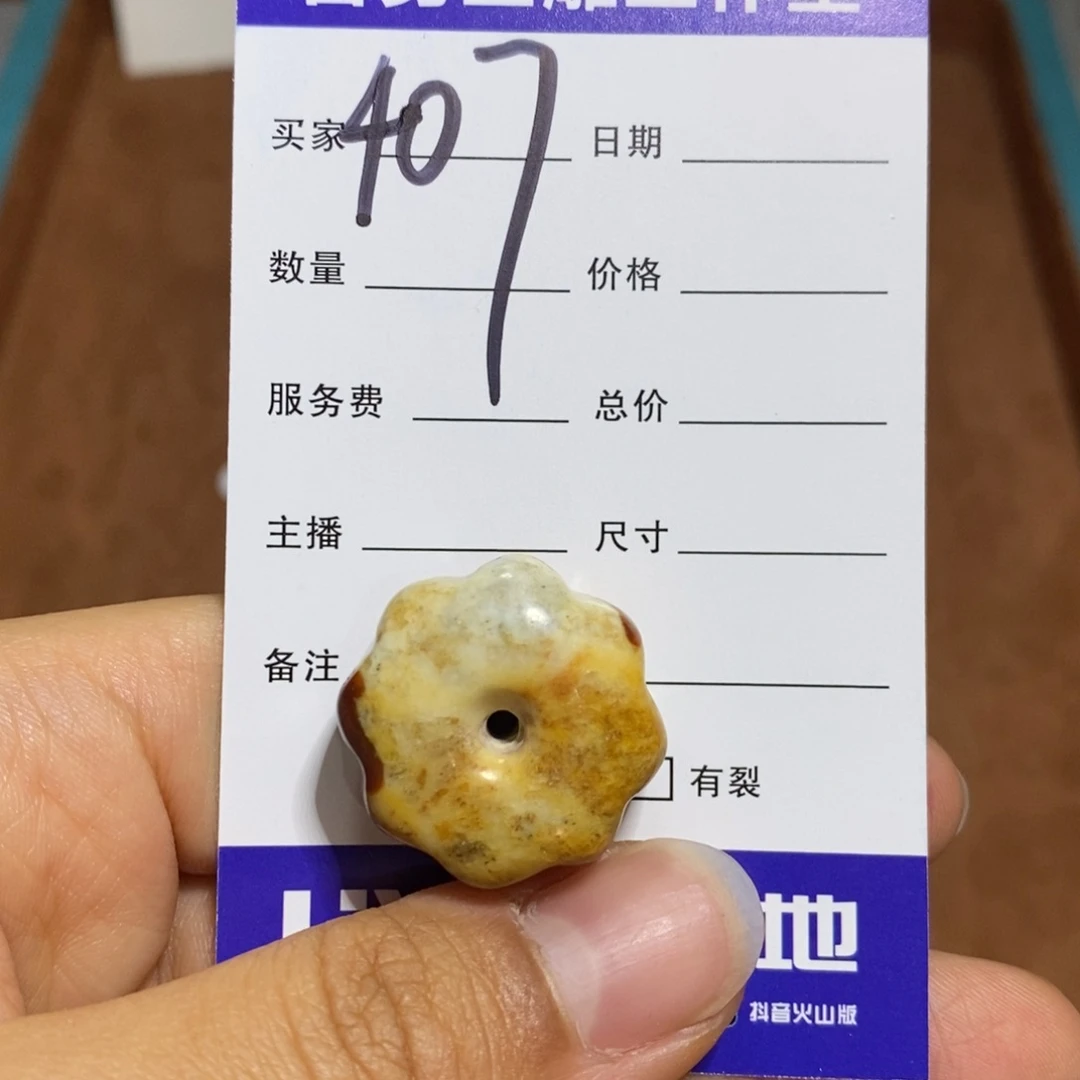 407
买家 日期
数量 价格
服务费 总价
主播 尺寸
备注
有裂
地
抖音火山版